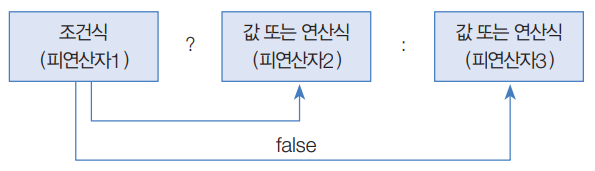 조건식
(피연산자1)
?
값 또는 연산식
(피연산자2)
:
값 또는 연산식
(피연산자3)
false